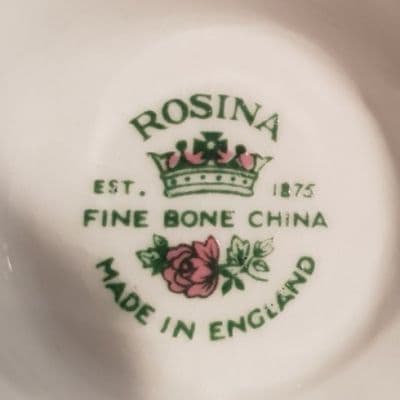 ROSINA
EST. 1875
FINE BONE CHINA
MADE IN ENGLAND